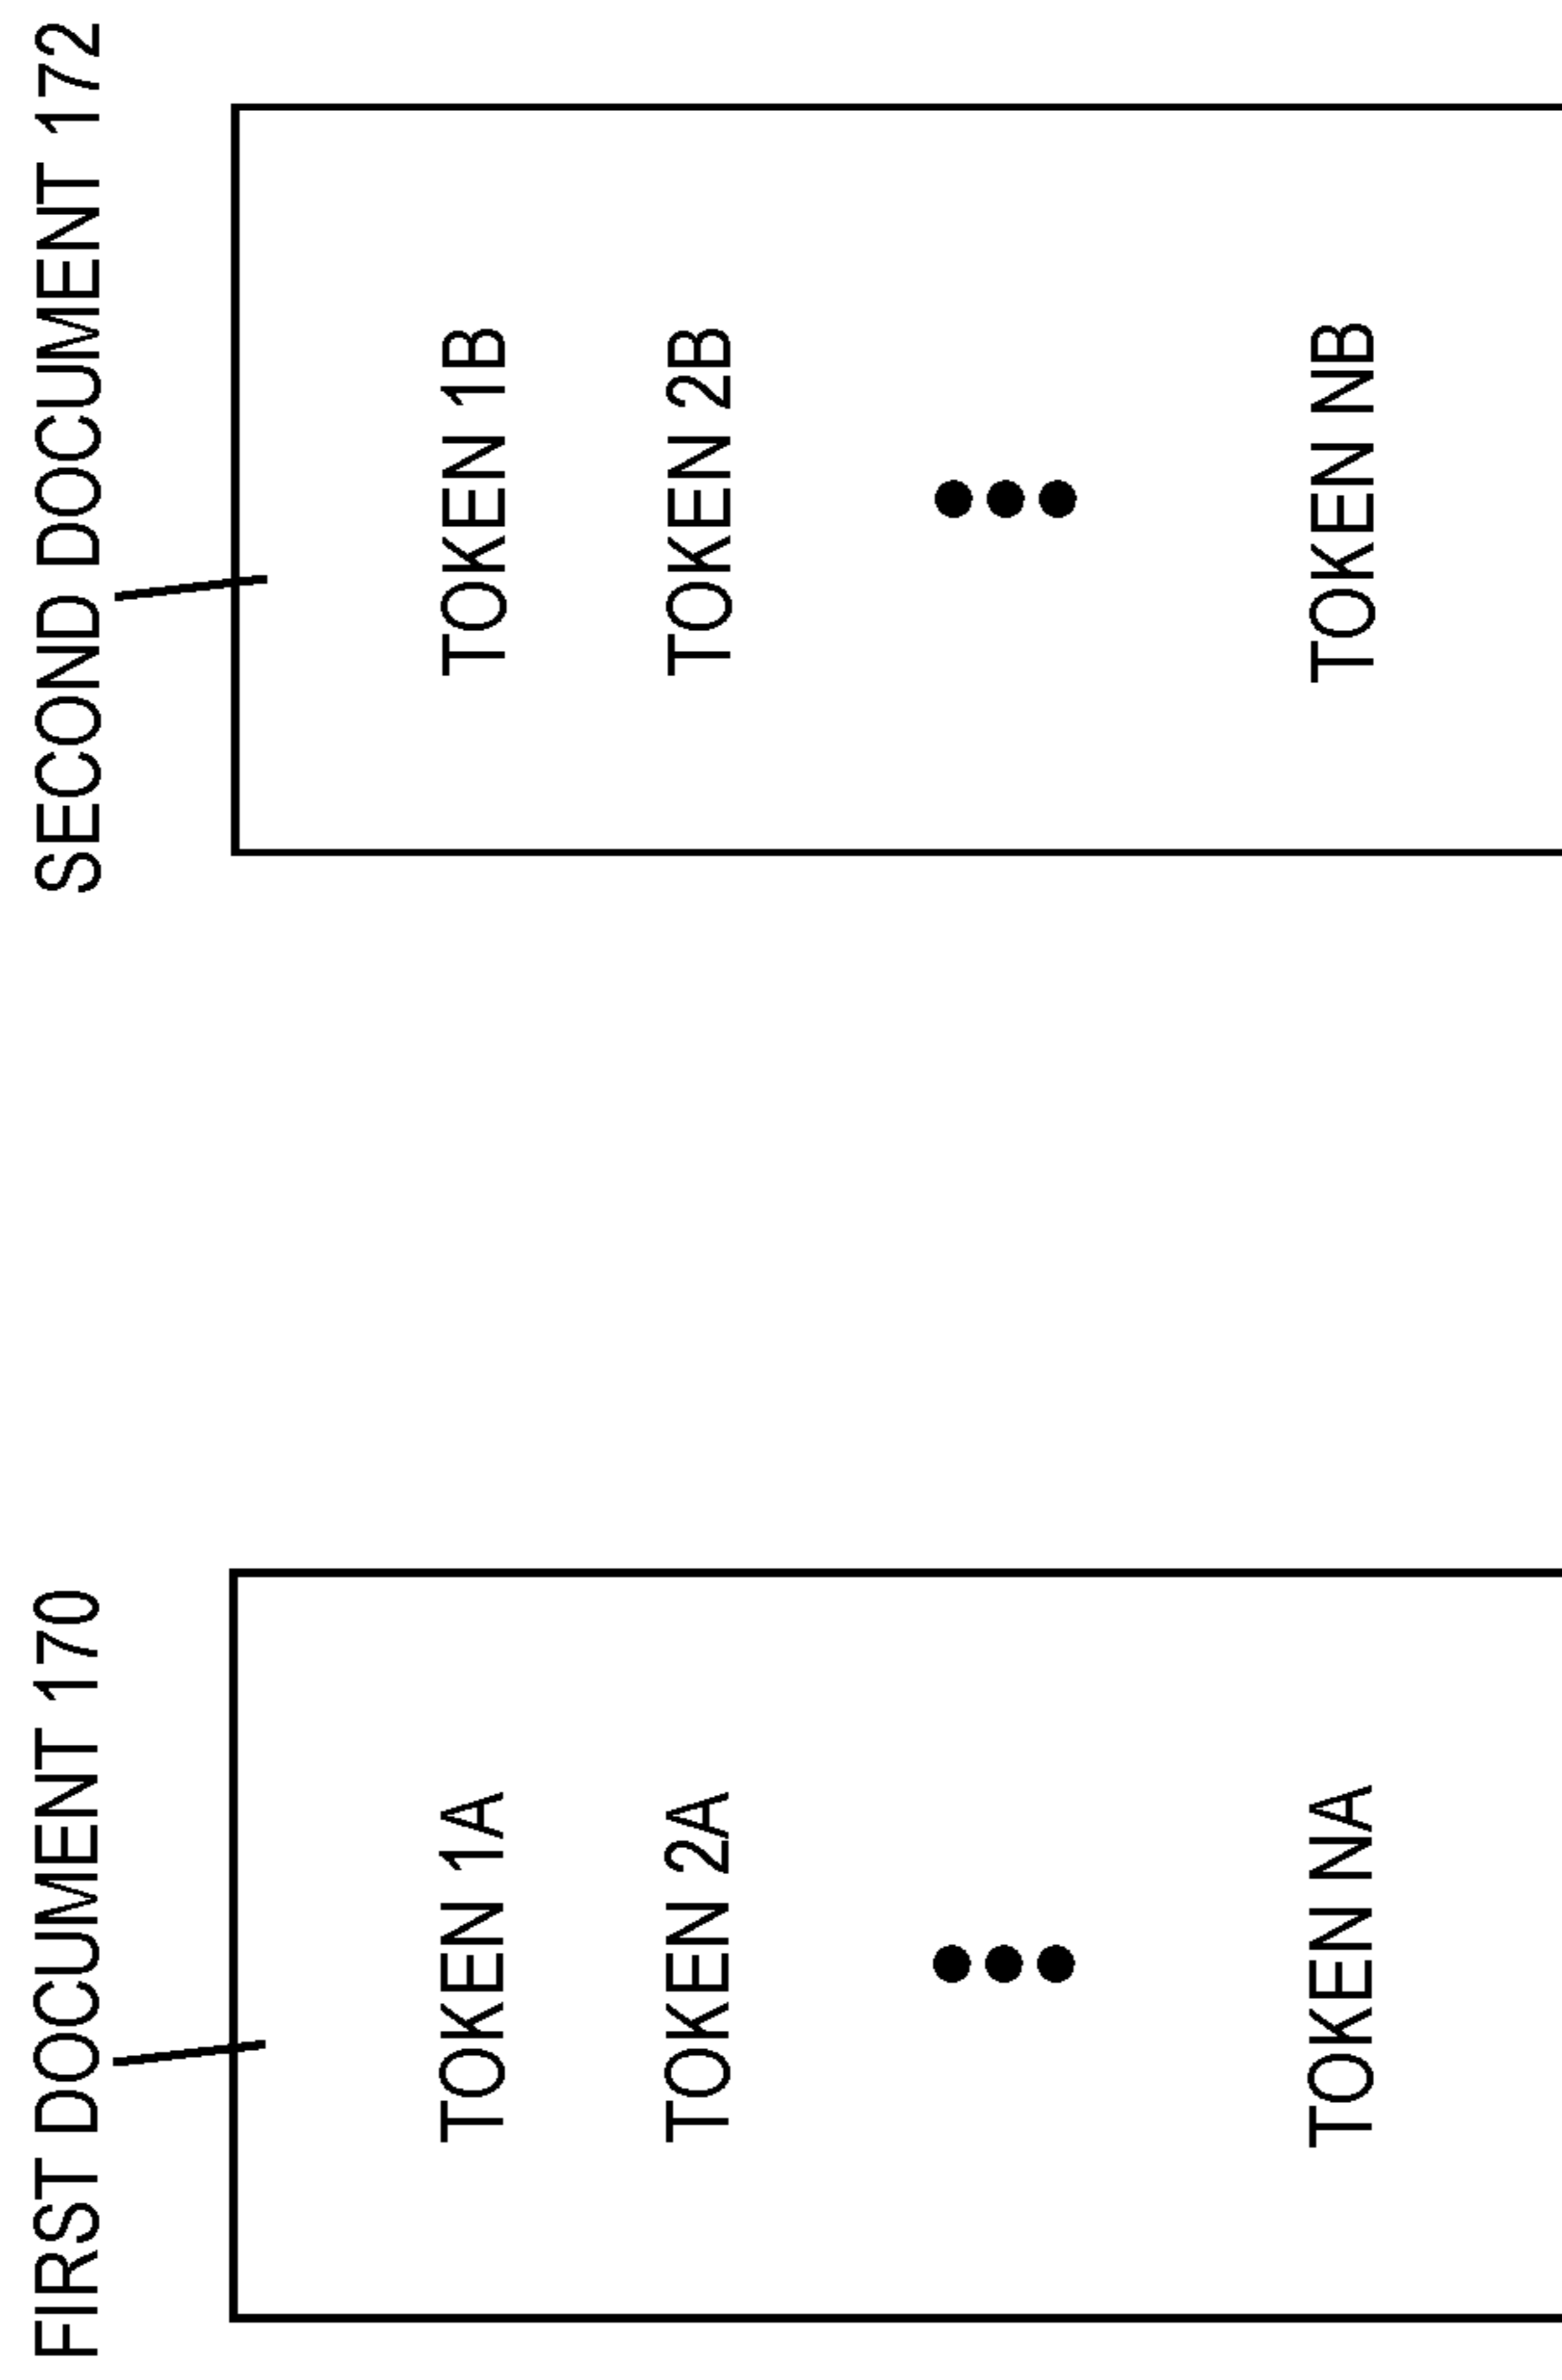 FIRST DOCUMENT 170
TOKEN 1A
TOKEN 2A
TOKEN NA
SECOND DOCUMENT 172
TOKEN 1B
TOKEN 2B
TOKEN NB